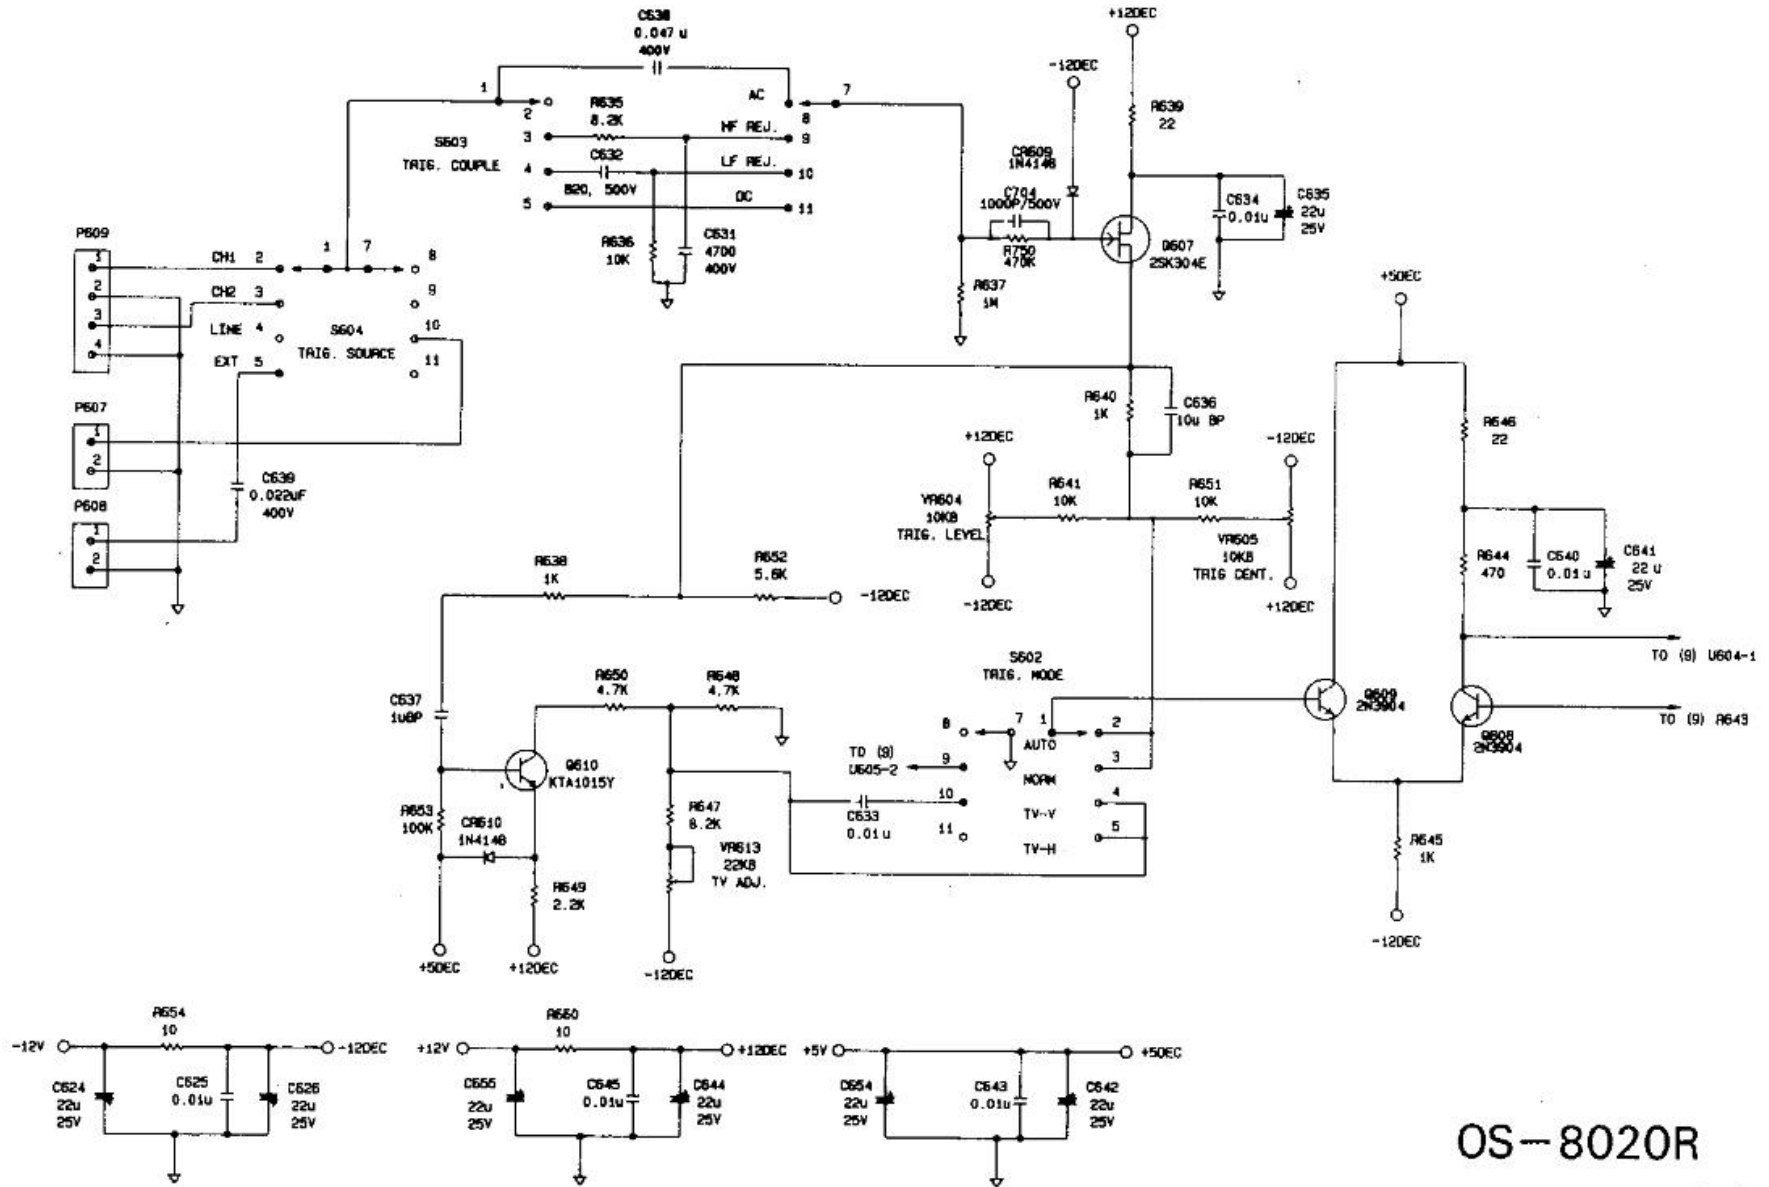 C638
0.047 u
400V
+12DEC
-12DEC
1
2
R635
8.2K
AC
7
8
R639
22
S603
TRIG. COUPLE
3
HF REJ.
9
C632
4
LF REJ.
10
820, 500V
5
DC
11
CR609
1N4148
C704
1000P/500V
R750
470K
C634
0.01u
C635
22u
25V
Q607
2SK304E
R636
10K
C631
4700
400V
R637
1M
P609
1
2
3
4
CH1 2
1
7
8
CH2 3
9
LINE 4
10
EXT 5
11
S604
TRIG. SOURCE
+5DEC
P607
1
2
C639
0.022UF
400V
P608
1
2
R640
1K
C636
10u BP
+12DEC
-12DEC
R646
22
VR604
10KB
TRIG. LEVEL
R641
10K
R651
10K
VR605
10KB
TRIG CENT.
-12DEC
+12DEC
R644
470
C640
0.01u
C641
22 u
25V
R638
1K
R652
5.6K
-12DEC
TO (9) U604-1
S602
TRIG. MODE
R650
4.7K
R648
4.7K
C637
1uBP
Q609
2N3904
TO (9) R643
Q608
2N3904
8
7
1
2
AUTO
TO (9)
U605-2
9
3
NORM
10
4
TV-V
11
5
TV-H
C633
0.01u
Q610
KTA1015Y
R653
100K
CR610
1N4148
R647
8.2K
VR613
22KB
TV ADJ.
R649
2.2K
R645
1K
-12DEC
+5DEC
+12DEC
-12DEC
R654
10
-12V
-12DEC
C624
22u
25V
C625
0.01u
C626
22u
25V
R660
10
+12V
+12DEC
C655
22u
25V
C645
0.01u
C644
22u
25V
+5V
+5DEC
C654
22u
25V
C643
0.01u
C642
22u
25V
OS-8020R